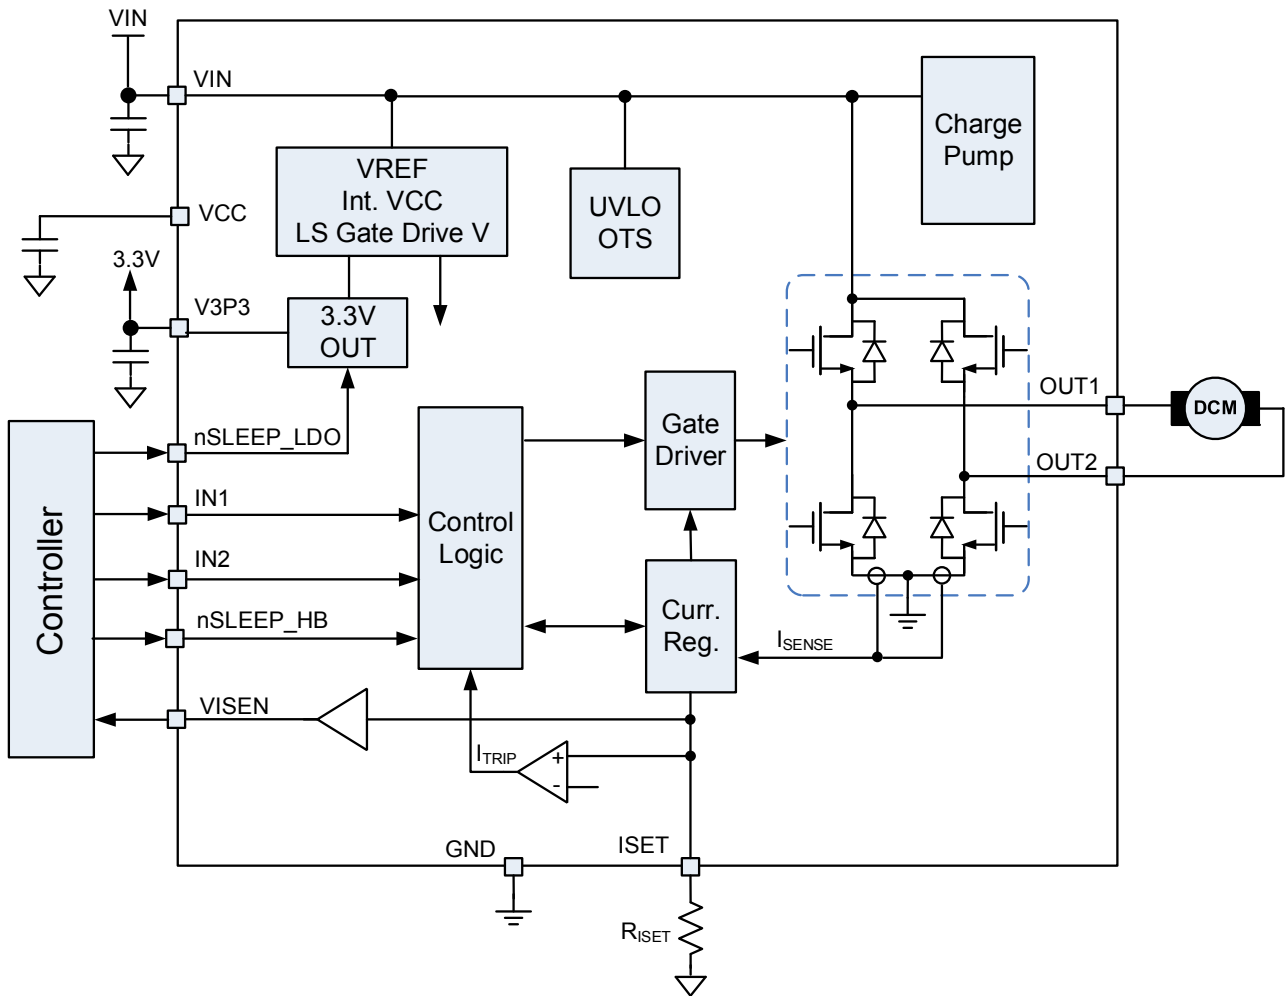 VIN
VIN
Charge
Pump
VREF
Int. VCC
LS Gate Drive V
UVLO
OTS
VCC
3.3V
V3P3
3.3V
OUT
OUT1
DCM
nSLEEP_LDO
Gate
Driver
OUT2
IN1
Control
Logic
IN2
Controller
nSLEEP_HB
Curr.
Reg.
ISENSE
VISEN
ITRIP
+
-
GND
ISET
RISET